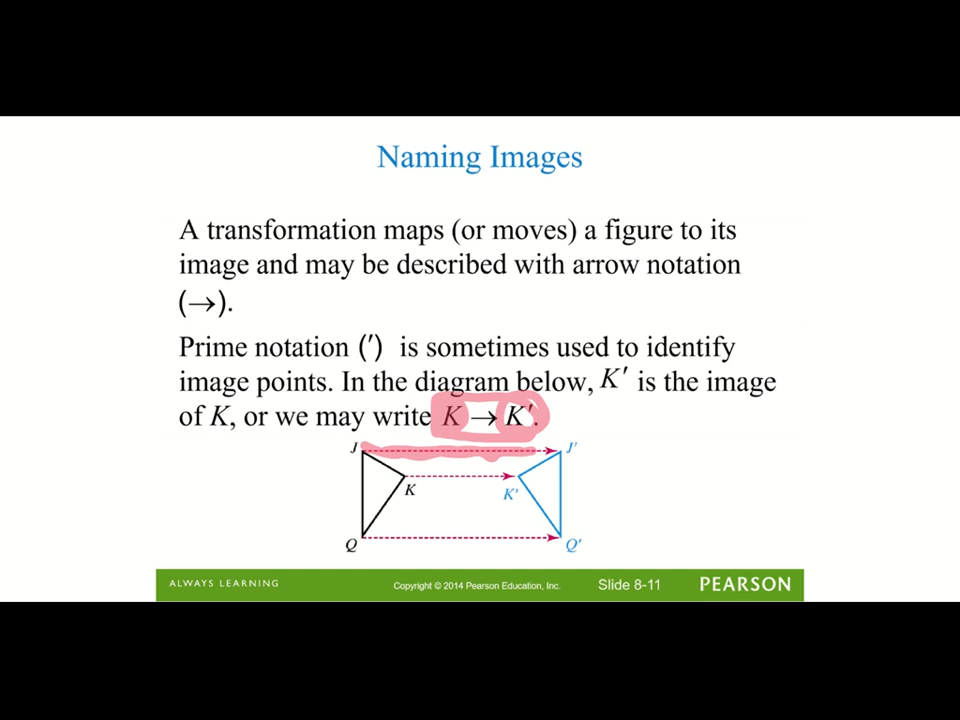 Naming Images
A transformation maps (or moves) a figure to its
image and may be described with arrow notation
(→).
Prime notation (′) is sometimes used to identify
image points. In the diagram below, K′ is the image
of K, or we may write K → K′.
J J′
K K′
Q Q′
ALWAYS LEARNING Copyright © 2014 Pearson Education, Inc. Slide 8-11 PEARSON